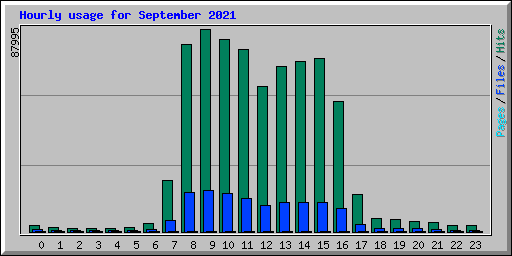 Hourly usage for September 2021
87995
Pages/Files/Hits
0 1 2 3 4 5 6 7 8 9 10 11 12 13 14 15 16 17 18 19 20 21 22 23